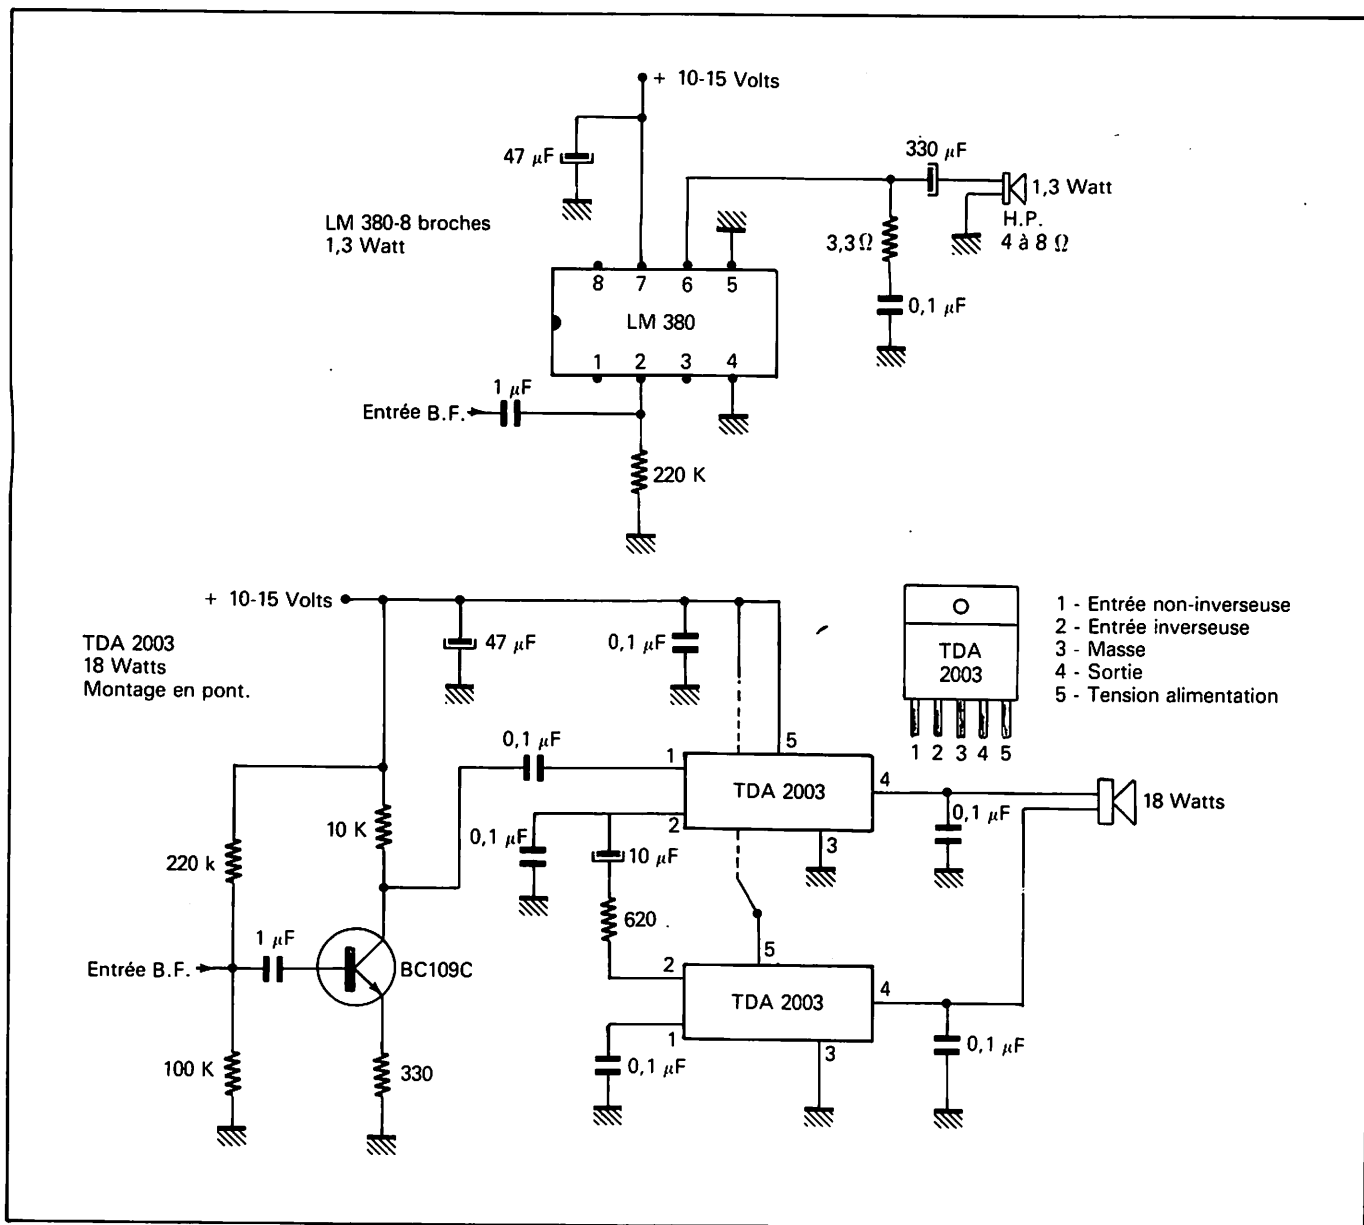 + 10-15 Volts
47 µF
330 µF
1,3 Watt
H.P.
4 à 8 Ω
3,3 Ω
0,1 µF
LM 380-8 broches
1,3 Watt
8 7 6 5
LM 380
1 2 3 4
1 µF
Entrée B.F.
220 K
+ 10-15 Volts
TDA 2003
18 Watts
Montage en pont.
47 µF
0,1 µF
TDA
2003
1 2 3 4 5
1 - Entrée non-inverseuse
2 - Entrée inverseuse
3 - Masse
4 - Sortie
5 - Tension alimentation
0,1 µF
1
5
TDA 2003
4
2
3
0,1 µF
18 Watts
10 K
0,1 µF
10 µF
220 k
620
1 µF
Entrée B.F.
BC109C
5
2
TDA 2003
4
1
3
0,1 µF
0,1 µF
100 K
330